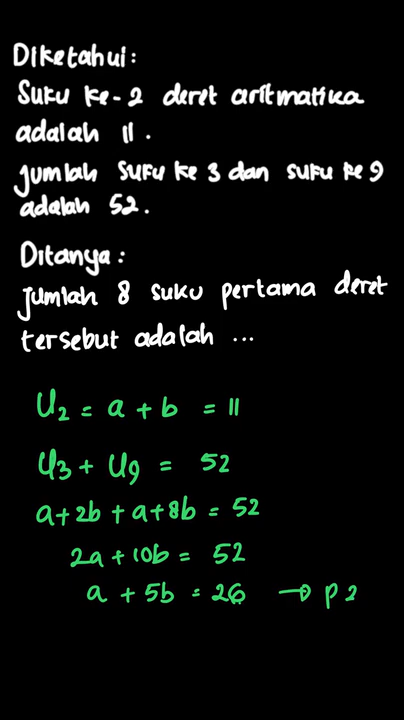 Diketahui:
Suku ke-2 deret aritmatika
adalah 11.
Jumlah suku ke 3 dan suku ke 9
adalah 52.
Ditanya:
Jumlah 8 suku pertama deret
tersebut adalah ...
U₂ = a + b = 11
U₃ + U₉ = 52
a + 2b + a + 8b = 52
2a + 10b = 52
a + 5b = 26 → P2